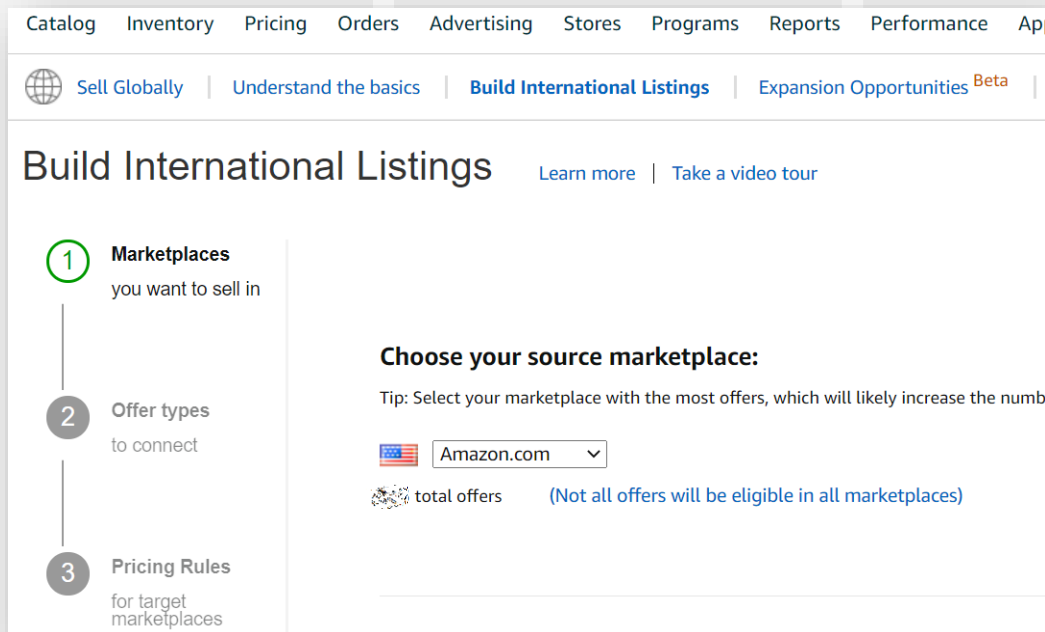 Catalog Inventory Pricing Orders Advertising Stores Programs Reports Performance
Sell Globally | Understand the basics | Build International Listings | Expansion Opportunities Beta |
Build International Listings Learn more | Take a video tour
1 Marketplaces
you want to sell in
Choose your source marketplace:
Tip: Select your marketplace with the most offers, which will likely increase the
2 Offer types
to connect
Amazon.com
total offers (Not all offers will be eligible in all marketplaces)
3 Pricing Rules
for target
marketplaces